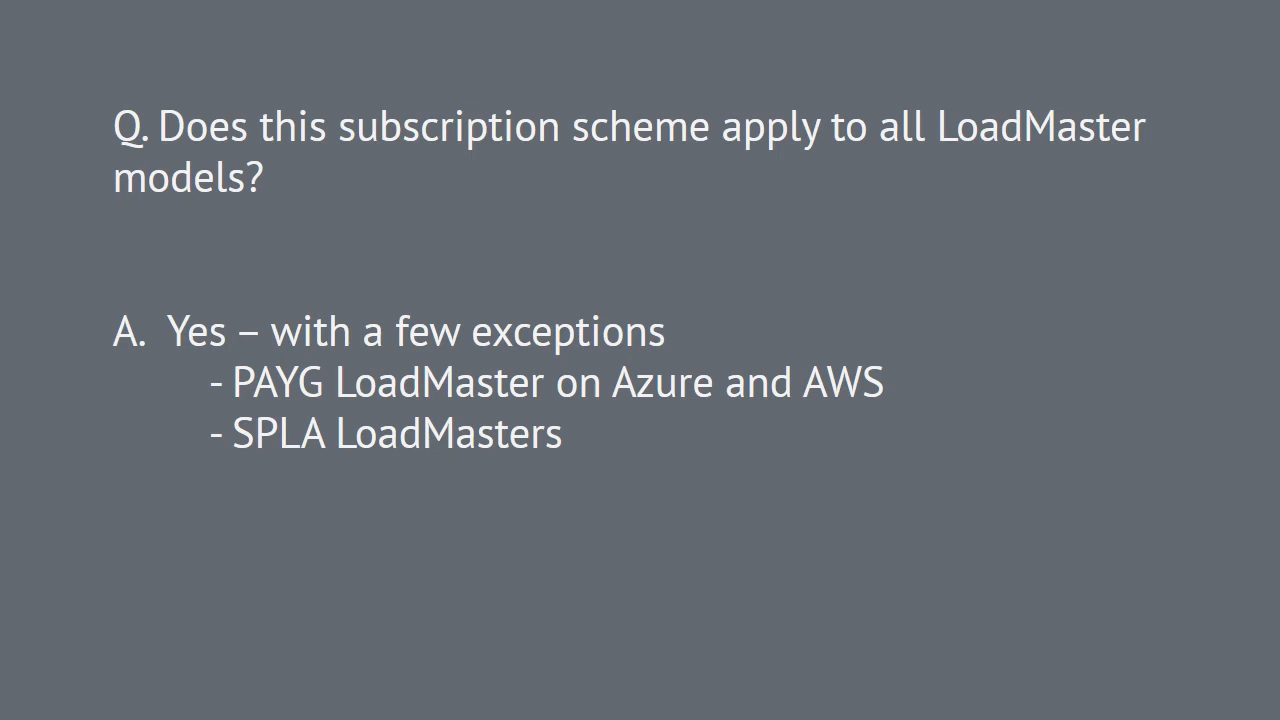 Q. Does this subscription scheme apply to all LoadMaster
models?
A. Yes – with a few exceptions
- PAYG LoadMaster on Azure and AWS
- SPLA LoadMasters